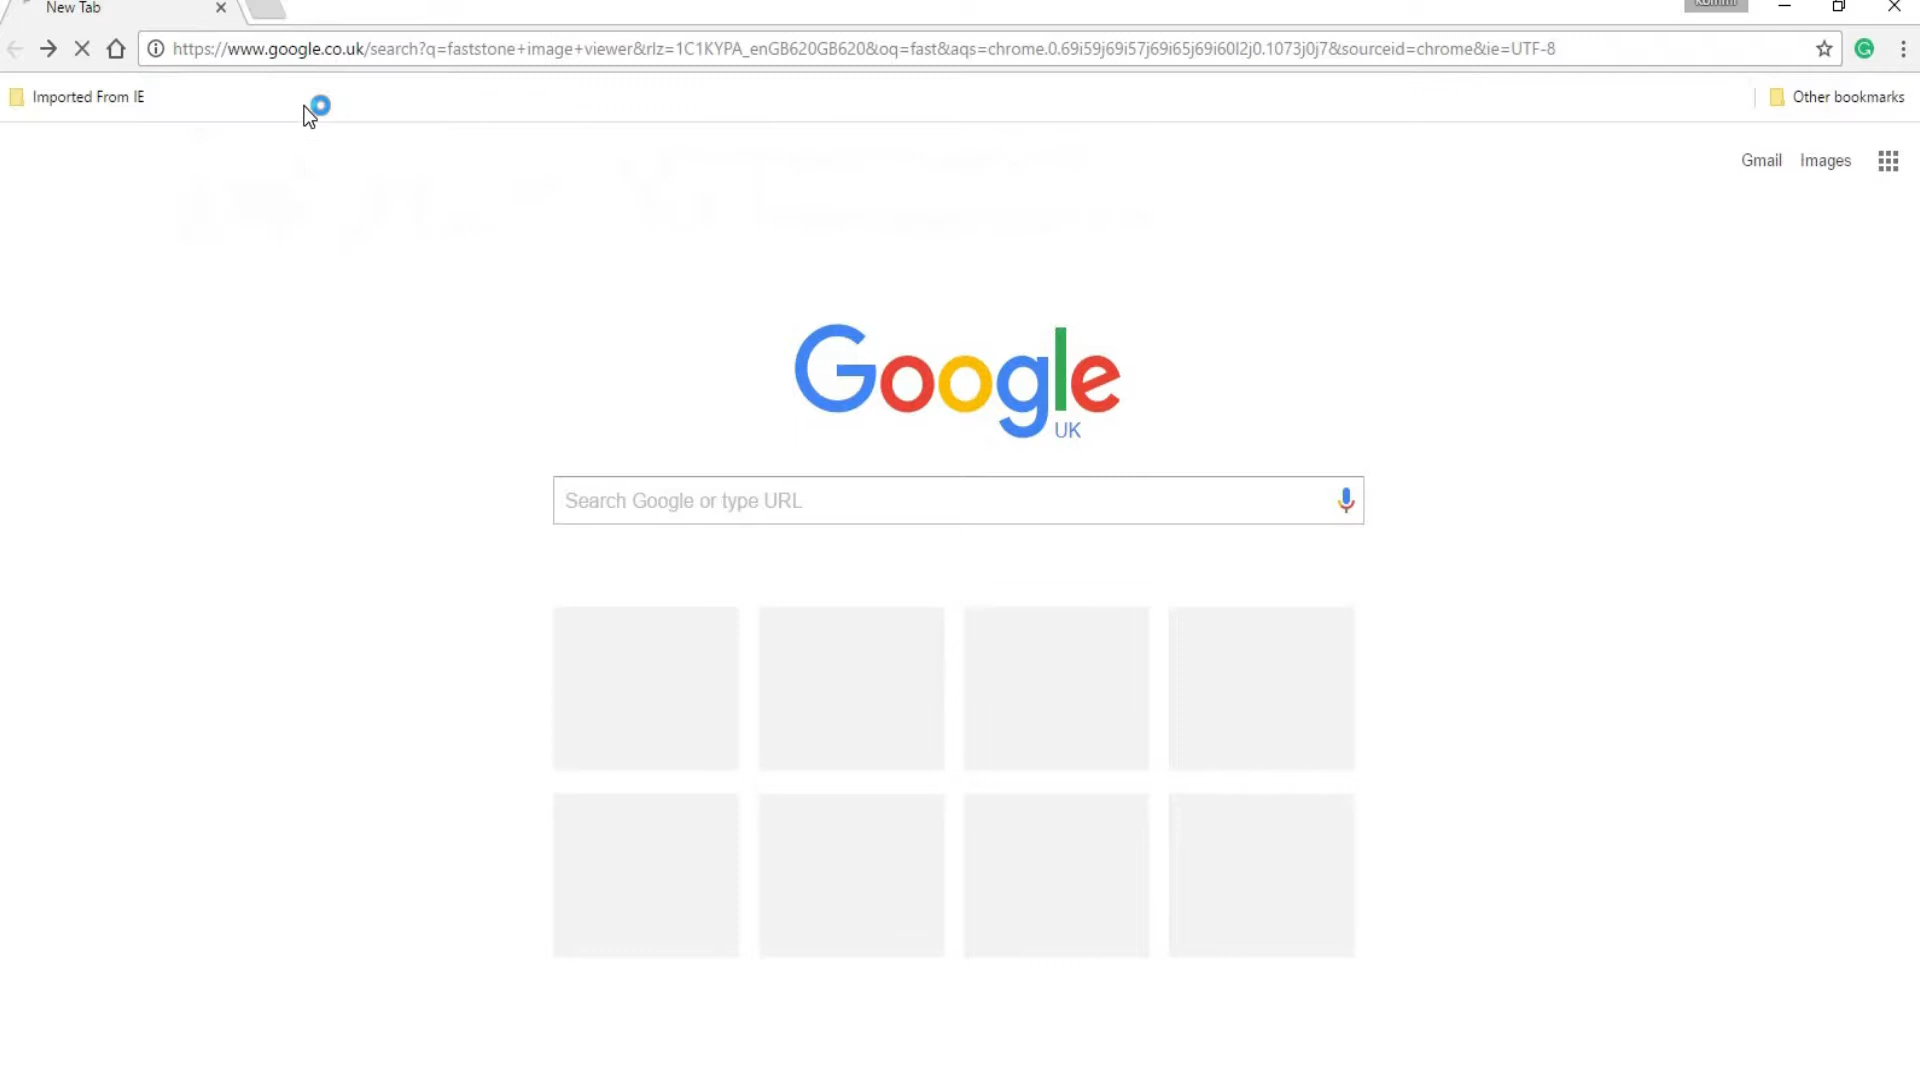 New Tab
https://www.google.co.uk/search?q=faststone+image+viewer&rlz=1C1KYPA_enGB620GB620&oq=fast&aqs=chrome.0.69i59j69i57j69i65j69i60l2j0.1073j0j7&sourceid=chrome&ie=UTF-8
Imported From IE
Other bookmarks
Gmail Images
Google
UK
Search Google or type URL